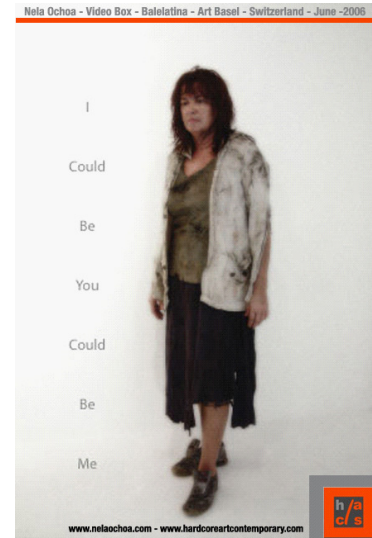 Nela Ochoa - Video Box - Balelatina - Art Basel - Switzerland - June -2006
I
Could
Be
You
Could
Be
Me
h/a
c/s
www.nelaochoa.com - www.hardcoreartcontemporary.com